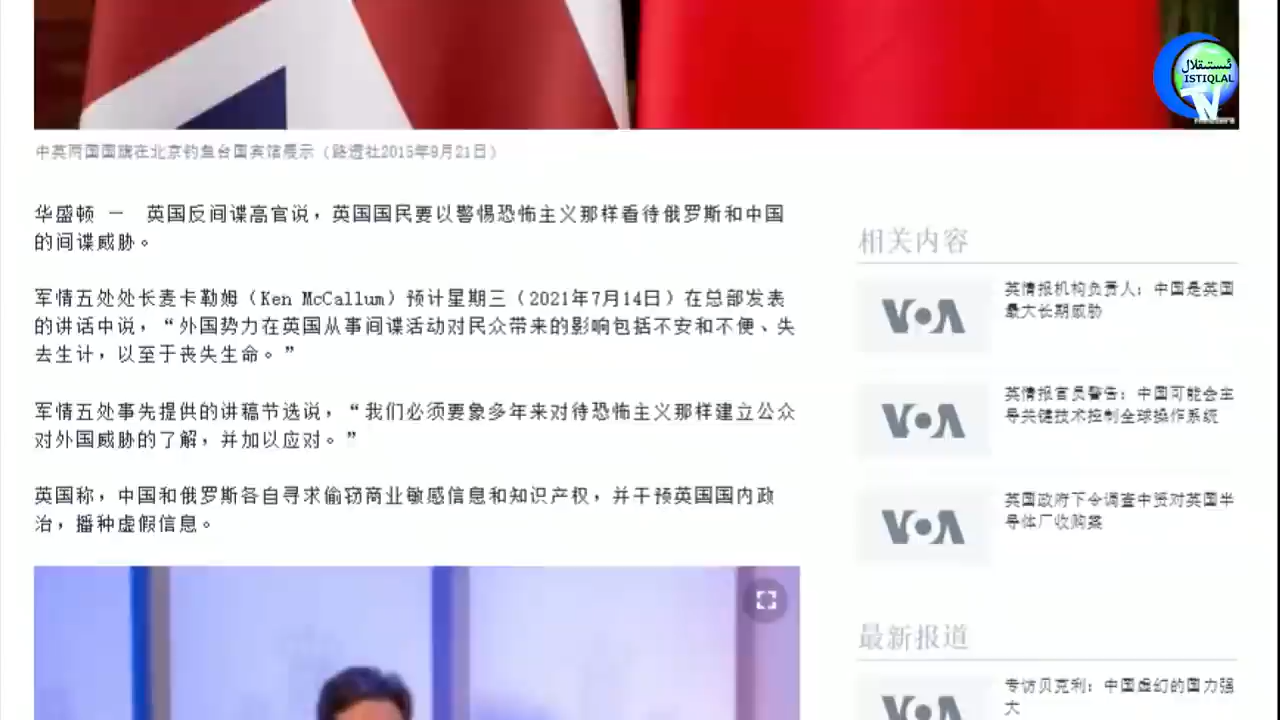 ئىستىقلال
ISTIQLAL
TV
中英两国国旗在北京钓鱼台国宾馆展示（路透社2015年9月21日）
华盛顿 — 英国反间谍高官说，英国国民要以警惕恐怖主义那样看待俄罗斯和中国
的间谍威胁。
军情五处处长麦卡勒姆（Ken McCallum）预计星期三（2021年7月14日）在总部发表
的讲话中说，“外国势力在英国从事间谍活动对民众带来的影响包括不安和不便、失
去生计，以至于丧失生命。”
军情五处事先提供的讲稿节选说，“我们必须要象多年来对待恐怖主义那样建立公众
对外国威胁的了解，并加以应对。”
英国称，中国和俄罗斯各自寻求偷窃商业敏感信息和知识产权，并干预英国国内政
治，播种虚假信息。
相关内容
VOA
英情报机构负责人：中国是英国
最大长期威胁
VOA
英情报官员警告：中国可能会主
导关键技术控制全球操作系统
VOA
英国政府下令调查中资对英国半
导体厂收购案
最新报道
VOA
专访贝克利：中国虚幻的国力强
大